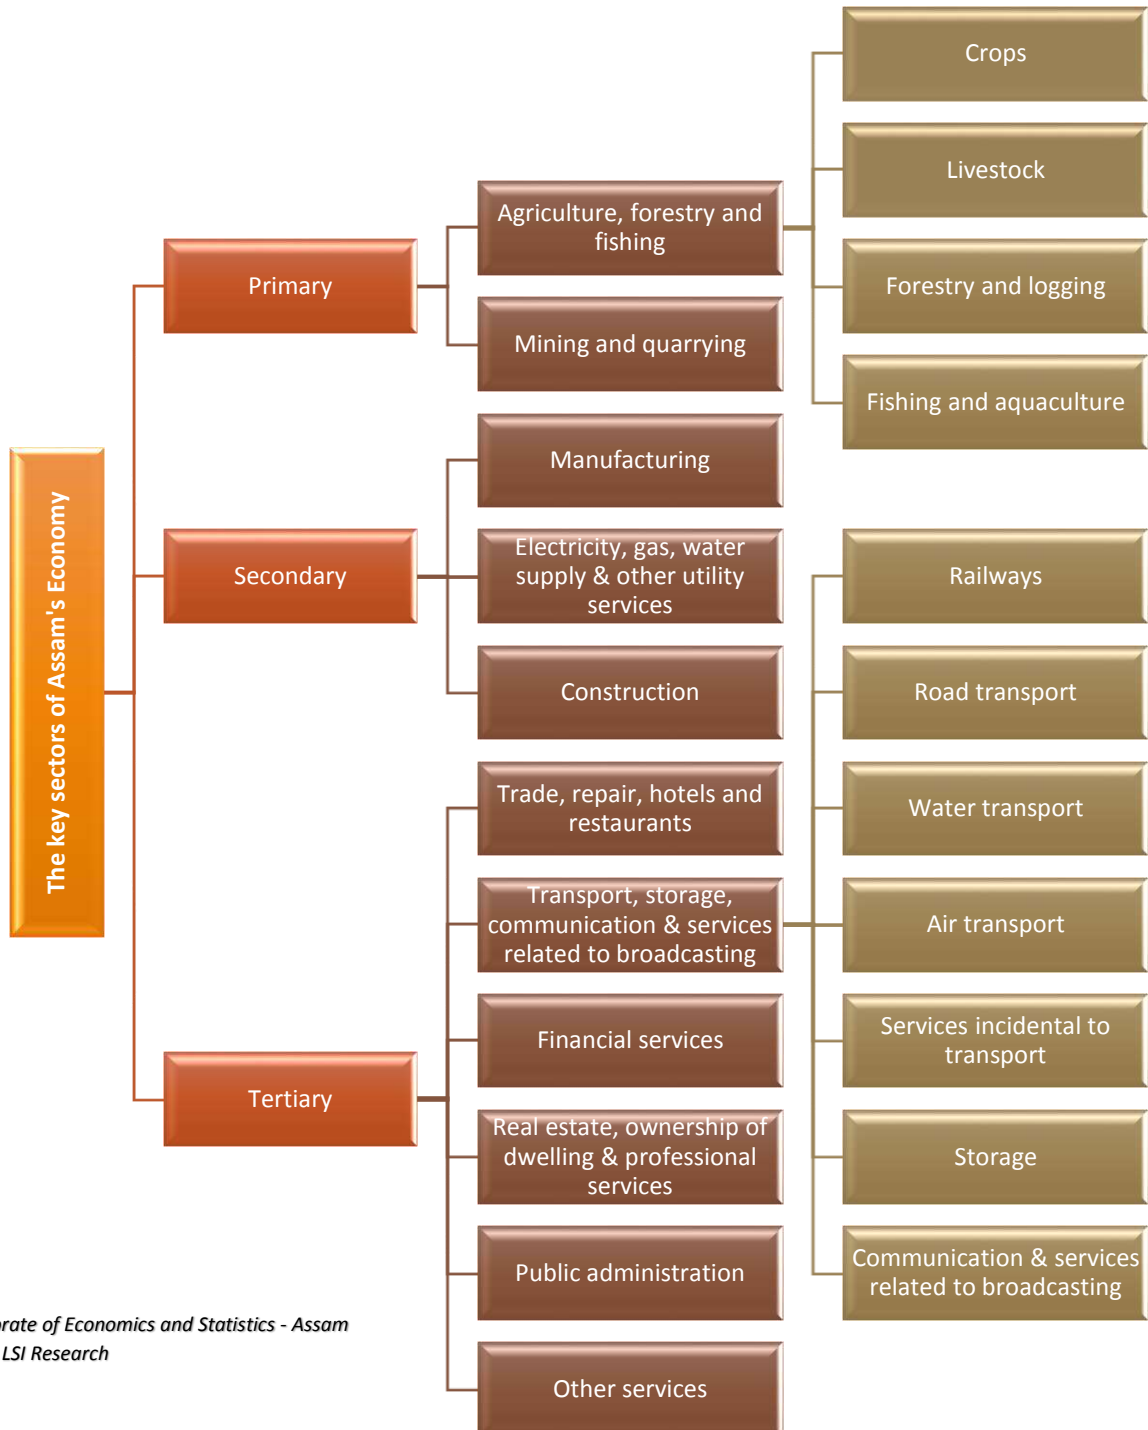 The key sectors of Assam's Economy
Primary
Agriculture, forestry and
fishing
Crops
Livestock
Forestry and logging
Fishing and aquaculture
Mining and quarrying
Secondary
Manufacturing
Electricity, gas, water
supply & other utility
services
Construction
Tertiary
Trade, repair, hotels and
restaurants
Transport, storage,
communication & services
related to broadcasting
Railways
Road transport
Water transport
Air transport
Services incidental to
transport
Storage
Communication & services
related to broadcasting
Financial services
Real estate, ownership of
dwelling & professional
services
Public administration
Other services
of Economics and Statistics - Assam
LSI Research